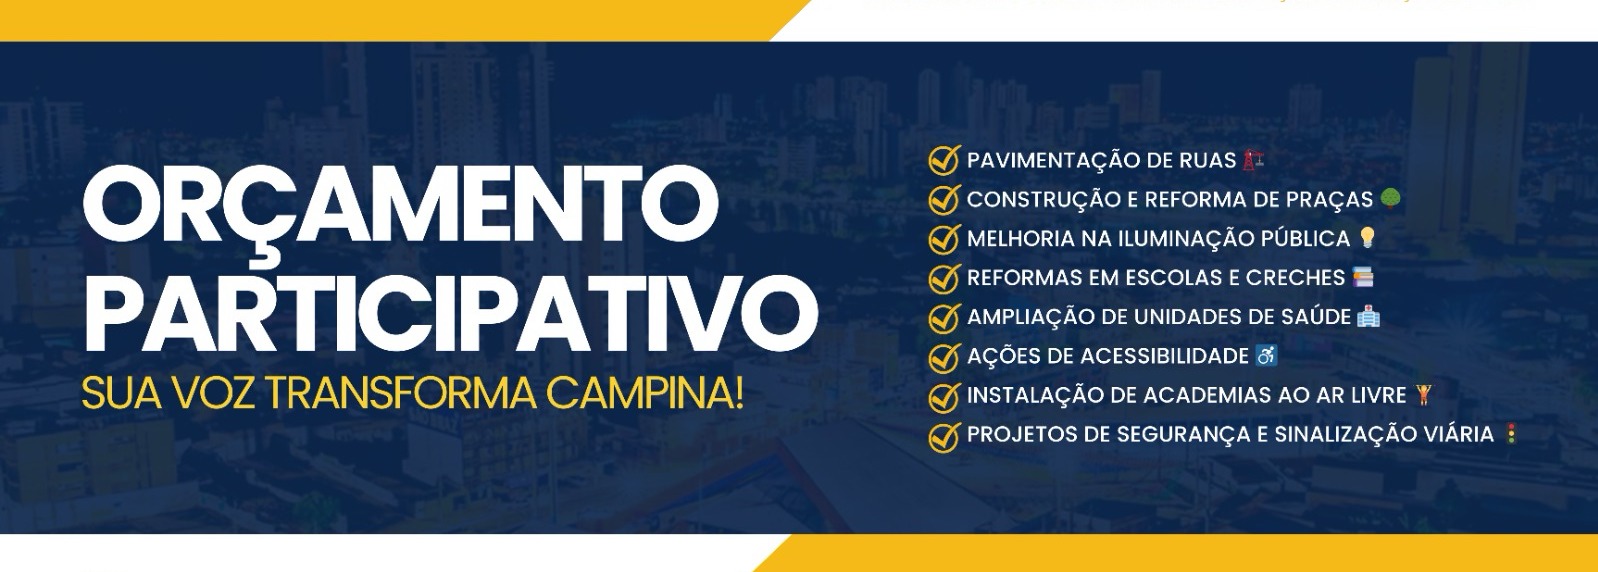 ORÇAMENTO
PARTICIPATIVO
SUA VOZ TRANSFORMA CAMPINA!
PAVIMENTAÇÃO DE RUAS
CONSTRUÇÃO E REFORMA DE PRAÇAS
MELHORIA NA ILUMINAÇÃO PÚBLICA
REFORMAS EM ESCOLAS E CRECHES
AMPLIAÇÃO DE UNIDADES DE SAÚDE
AÇÕES DE ACESSIBILIDADE
INSTALAÇÃO DE ACADEMIAS AO AR LIVRE
PROJETOS DE SEGURANÇA E SINALIZAÇÃO VIÁRIA